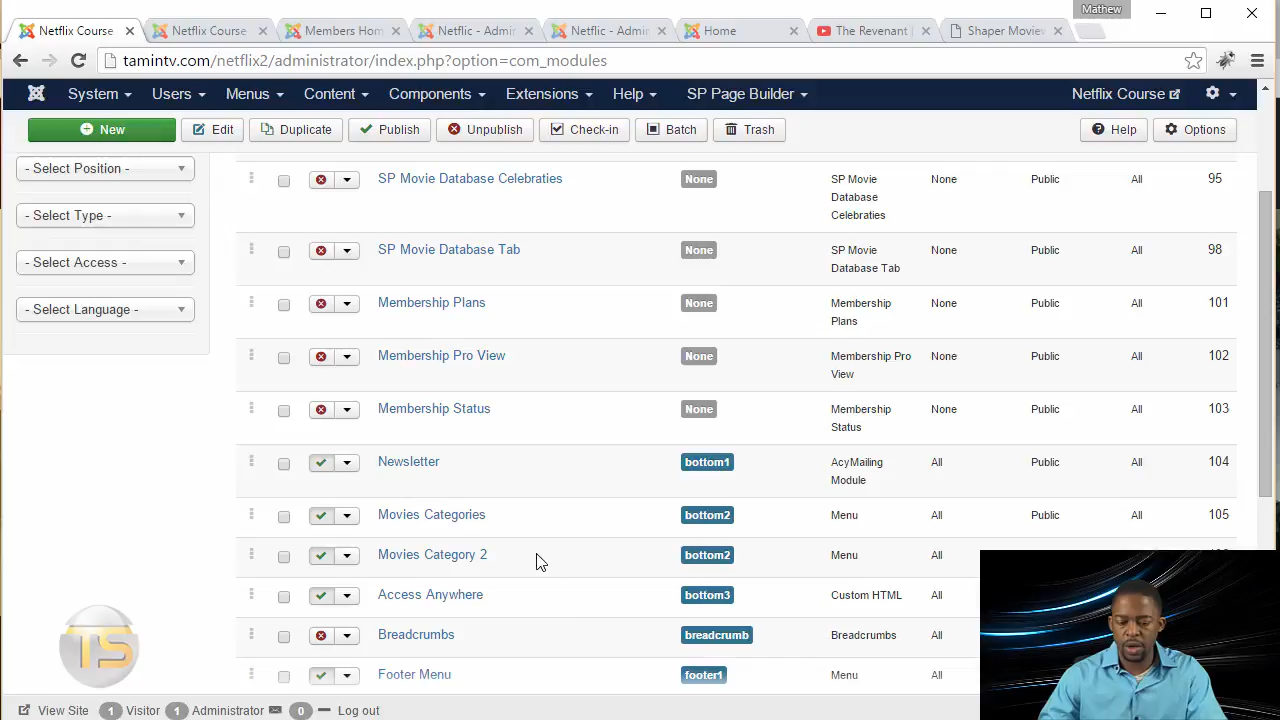 Mathew
Netflix Course
Netflix Course
Members Hom
Netflic - Admin
Netflic - Admin
Home
The Revenant
Shaper Movie
tamintv.com/netflix2/administrator/index.php?option=com_modules
System
Users
Menus
Content
Components
Extensions
Help
SP Page Builder
Netflix Course
New
Edit
Duplicate
Publish
Unpublish
Check-in
Batch
Trash
Help
Options
- Select Position -
- Select Type -
- Select Access -
- Select Language -
SP Movie Database Celebrities None SP Movie Database Celebrities None Public All 95
SP Movie Database Tab None SP Movie Database Tab None Public All 98
Membership Plans None Membership Plans None Public All 101
Membership Pro View None Membership Pro View None Public All 102
Membership Status None Membership Status None Public All 103
Newsletter bottom1 AcyMailing Module All Public All 104
Movies Categories bottom2 Menu All Public All 105
Movies Category 2 bottom2 Menu All
Access Anywhere bottom3 Custom HTML All
Breadcrumbs breadcrumb Breadcrumbs All
Footer Menu footer1 Menu All
TS
View Site 1 Visitor 1 Administrator 0 Log out